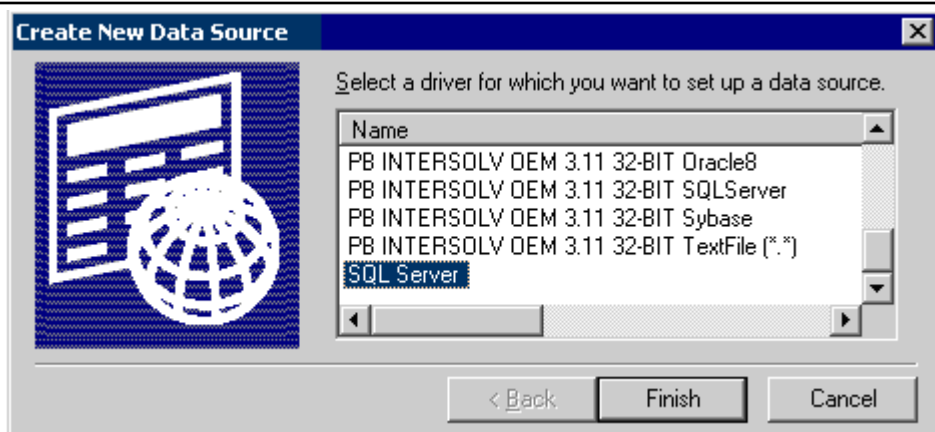 Create New Data Source
Select a driver for which you want to set up a data source.
Name
PB INTERSOLV OEM 3.11 32-BIT Oracle8
PB INTERSOLV OEM 3.11 32-BIT SQLServer
PB INTERSOLV OEM 3.11 32-BIT Sybase
PB INTERSOLV OEM 3.11 32-BIT TextFile (*.*)
SQL Server
< Back
Finish
Cancel